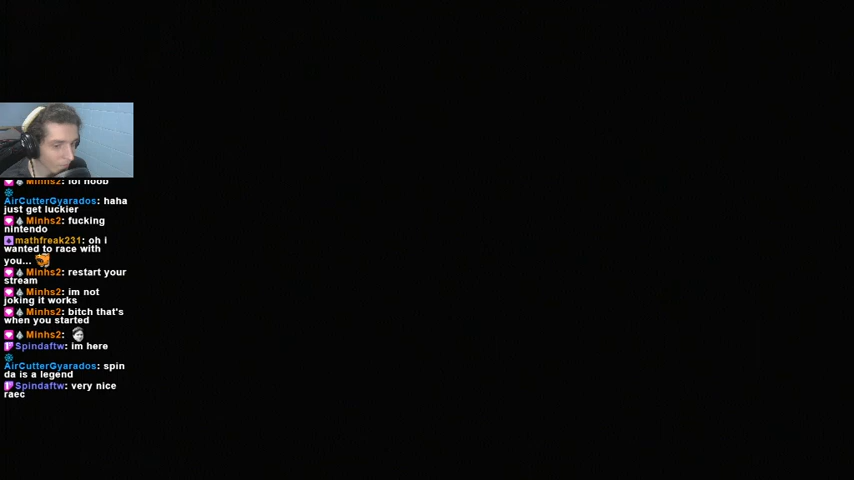 Minhs2: lol noob
AirCutterGyarados: haha
just get luckier
Minhs2: fucking
nintendo
mathfreak231: oh i
wanted to race with
you...
Minhs2: restart your
stream
Minhs2: im not
joking it works
Minhs2: bitch that's
when you started
Minhs2:
Spindaftw: im here
AirCutterGyarados: spin
da is a legend
Spindaftw: very nice
raec